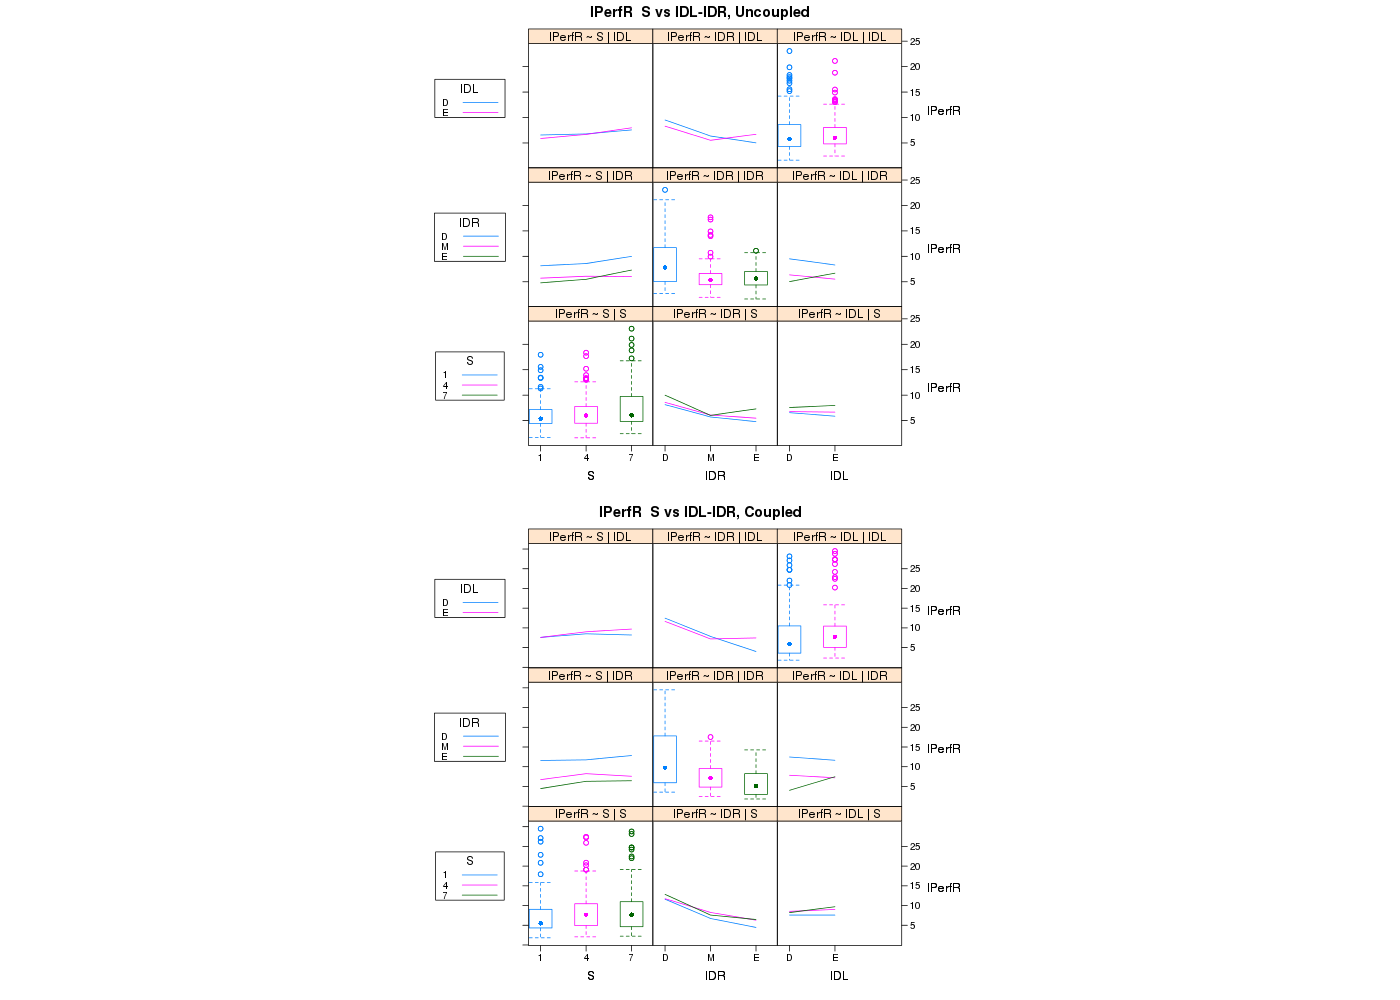 IPerfR S vs IDL-IDR, Uncoupled
IPerfR ~ S | IDL IPerfR ~ IDR | IDL IPerfR ~ IDL | IDL
25
20
15
10
5
IPerfR
IDL
D
E
IPerfR ~ S | IDR IPerfR ~ IDR | IDR IPerfR ~ IDL | IDR
25
20
15
10
5
IPerfR
IDR
D
M
E
IPerfR ~ S | S IPerfR ~ IDR | S IPerfR ~ IDL | S
25
20
15
10
5
IPerfR
S
1
4
7
1 4 7 D M E D E
S IDR IDL
IPerfR S vs IDL-IDR, Coupled
IPerfR ~ S | IDL IPerfR ~ IDR | IDL IPerfR ~ IDL | IDL
25
20
15
10
5
IPerfR
IDL
D
E
IPerfR ~ S | IDR IPerfR ~ IDR | IDR IPerfR ~ IDL | IDR
25
20
15
10
5
IPerfR
IDR
D
M
E
IPerfR ~ S | S IPerfR ~ IDR | S IPerfR ~ IDL | S
25
20
15
10
5
IPerfR
S
1
4
7
1 4 7 D M E D E
S IDR IDL